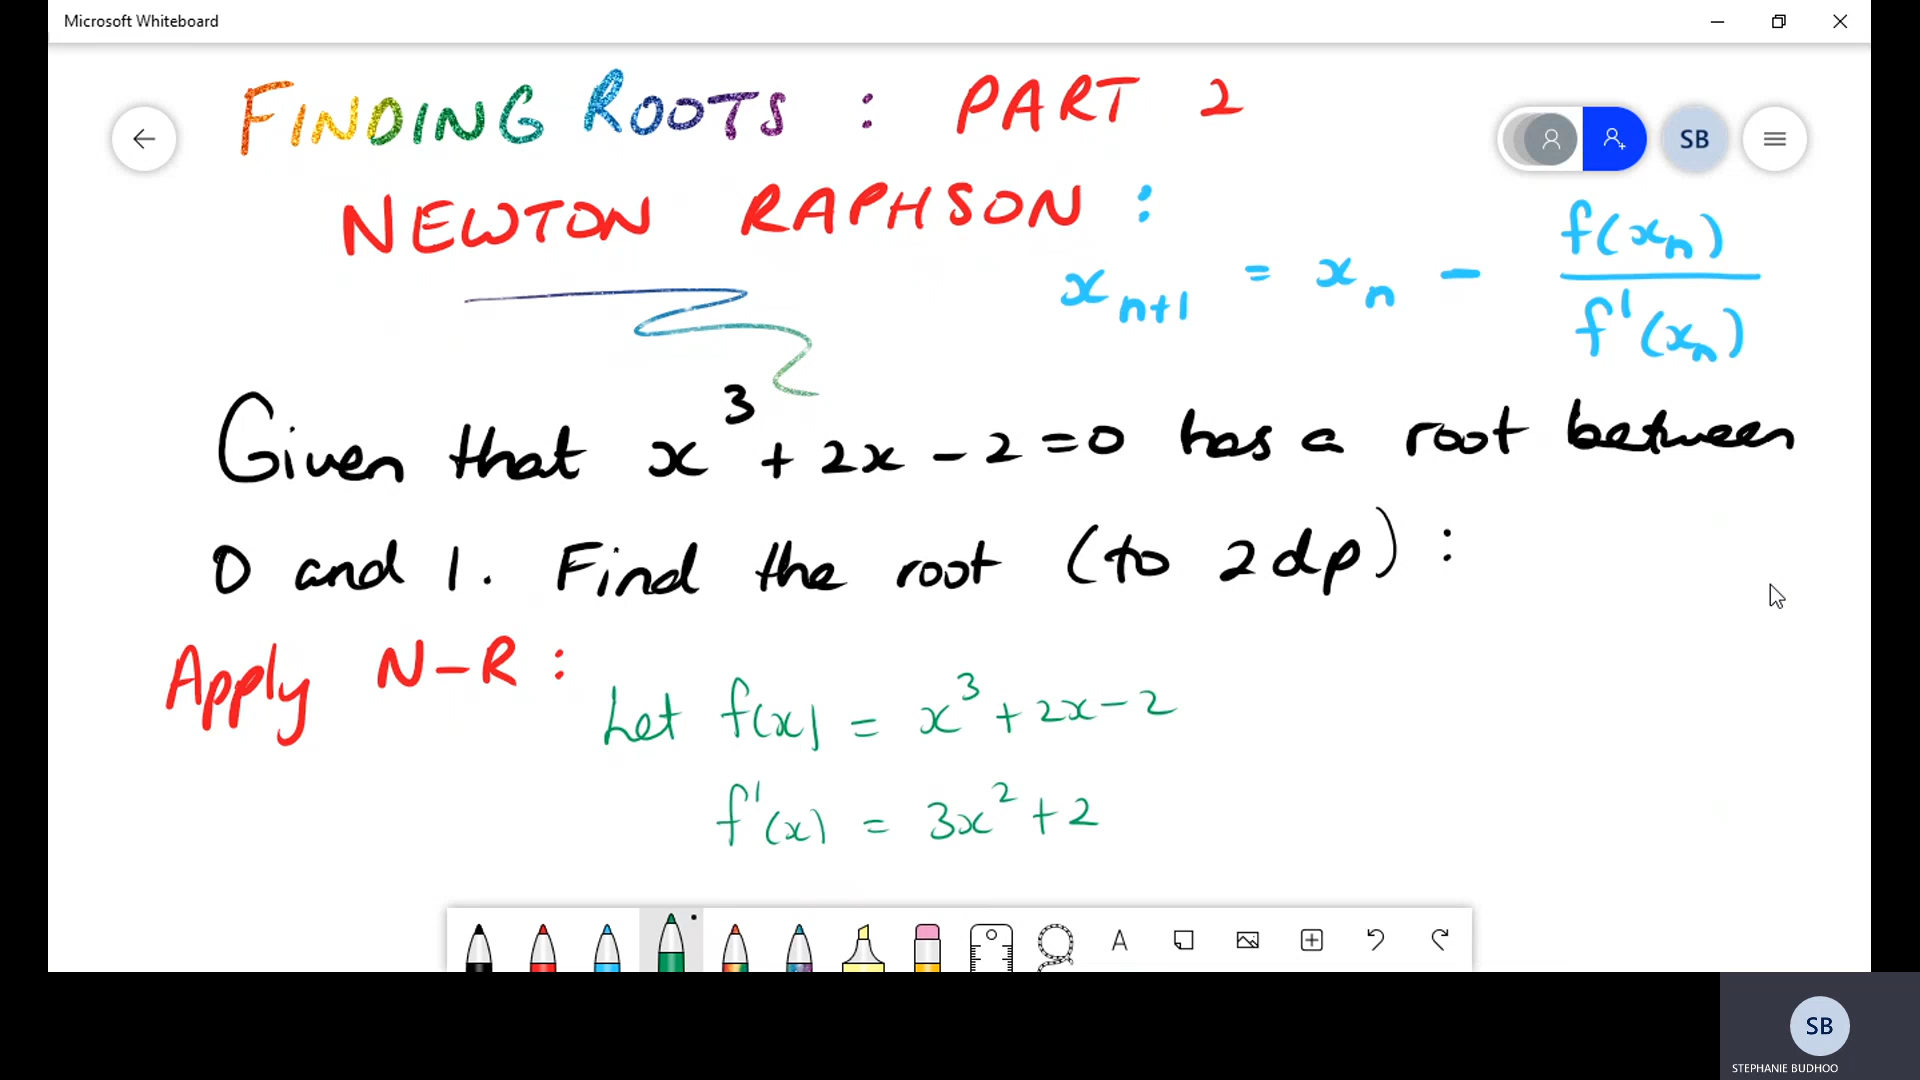 Microsoft Whiteboard
FINDING ROOTS : PART 2
NEWTON RAPHSON :
xₙ₊₁ = xₙ - f(xₙ) / f'(xₙ)
SB
Given that x³ + 2x - 2 = 0 has a root between
0 and 1. Find the root (to 2dp) :
Apply N-R :
Let f(x) = x³ + 2x - 2
f'(x) = 3x² + 2
A
SB
STEPHANIE BUDHOO